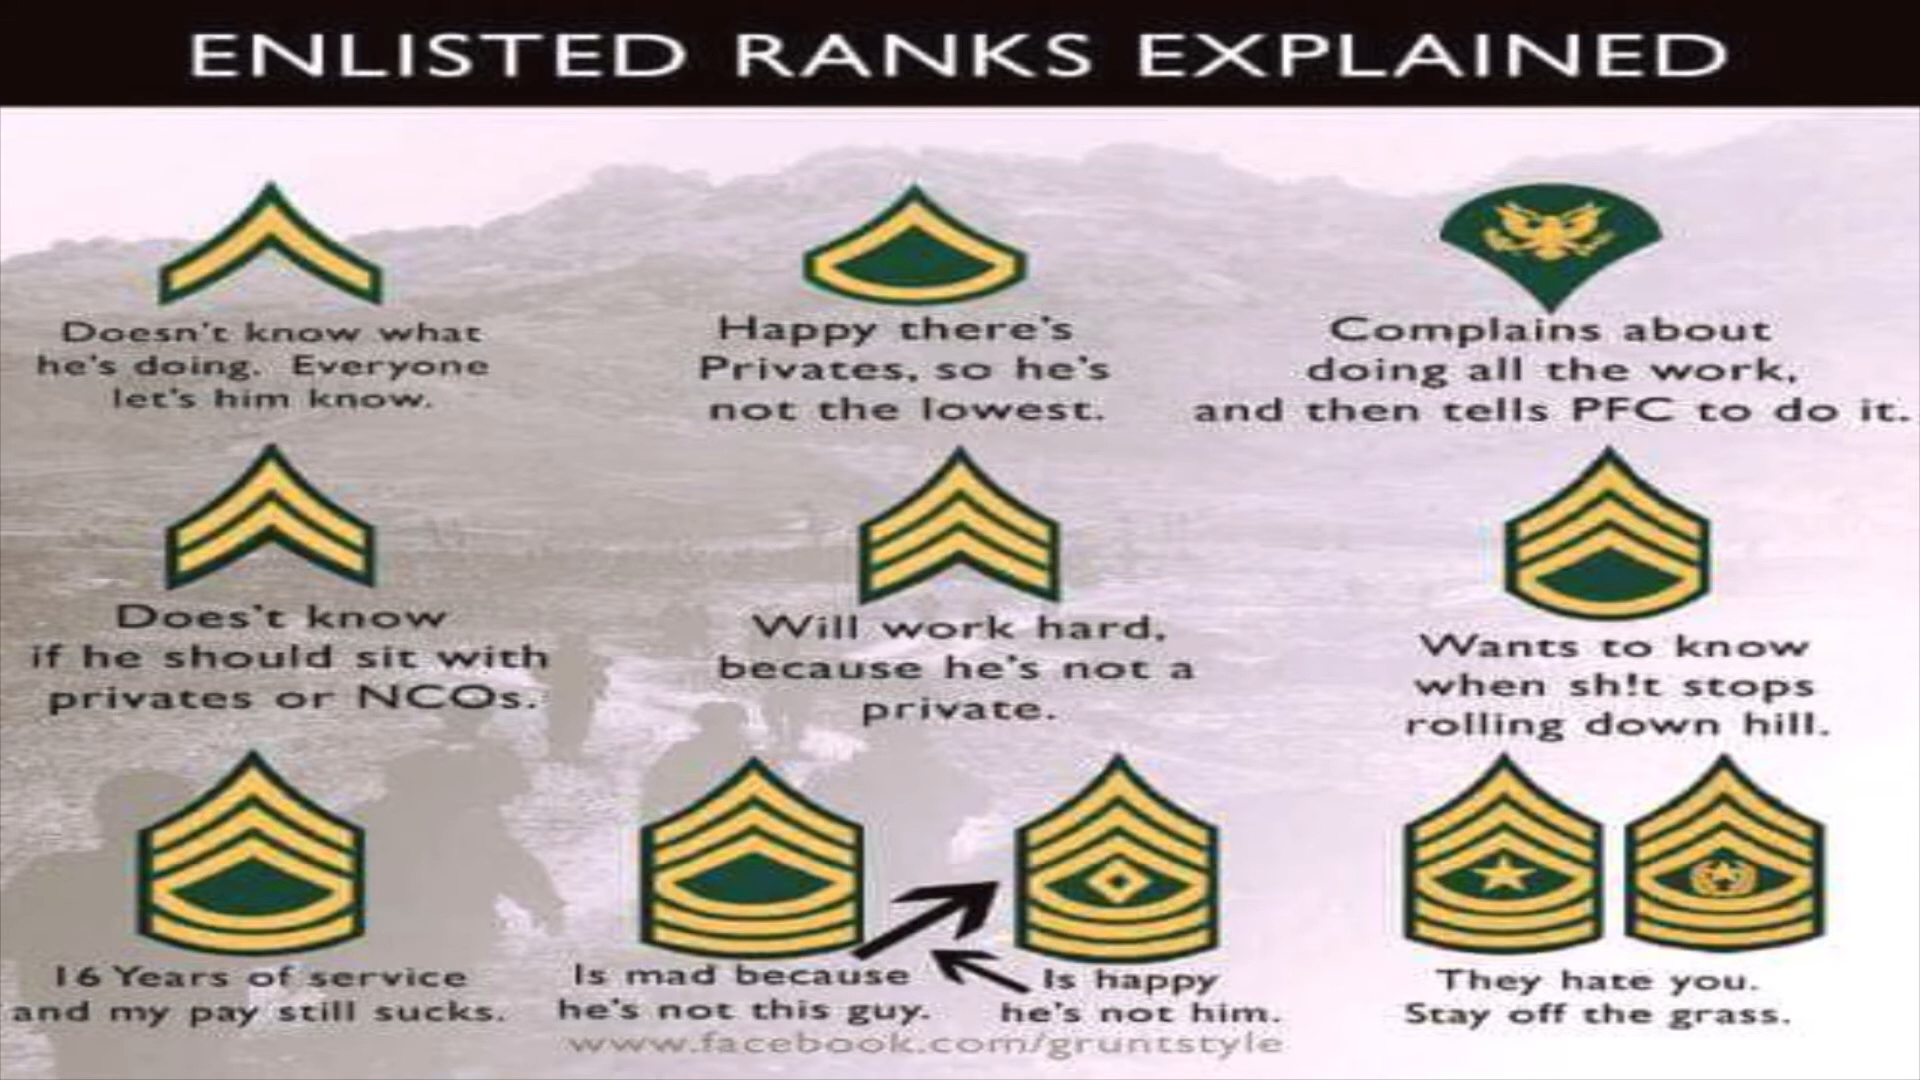 ENLISTED RANKS EXPLAINED
Doesn't know what
he's doing. Everyone
let's him know.
Happy there's
Privates, so he's
not the lowest.
Complains about
doing all the work,
and then tells PFC to do it.
Does't know
if he should sit with
privates or NCOs.
Will work hard,
because he's not a
private.
Wants to know
when sh!t stops
rolling down hill.
16 Years of service
and my pay still sucks.
Is mad because
he's not this guy.
Is happy
he's not him.
They hate you.
Stay off the grass.
www.facebook.com/gruntstyle